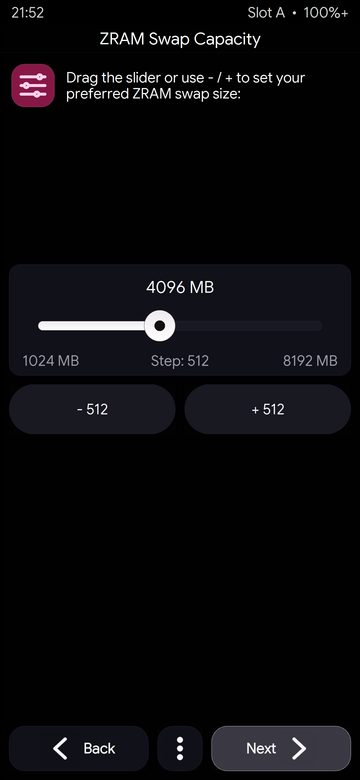 21:52
Slot A • 100%+
ZRAM Swap Capacity
Drag the slider or use - / + to set your
preferred ZRAM swap size:
4096 MB
1024 MB
Step: 512
8192 MB
- 512
+ 512
Back
Next